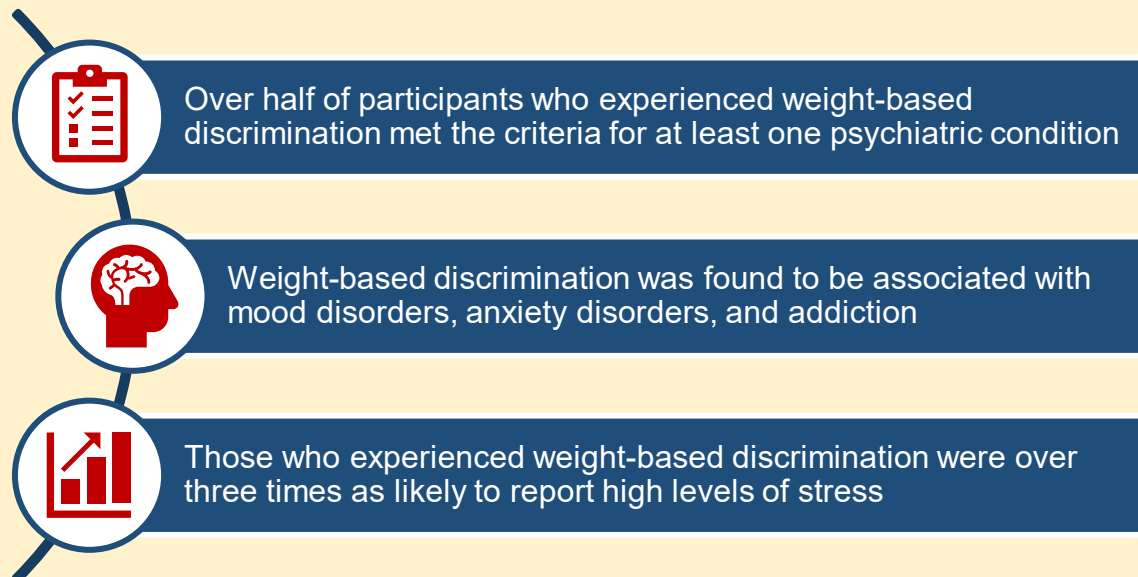 Over half of participants who experienced weight-based
discrimination met the criteria for at least one psychiatric condition
Weight-based discrimination was found to be associated with
mood disorders, anxiety disorders, and addiction
Those who experienced weight-based discrimination were over
three times as likely to report high levels of stress